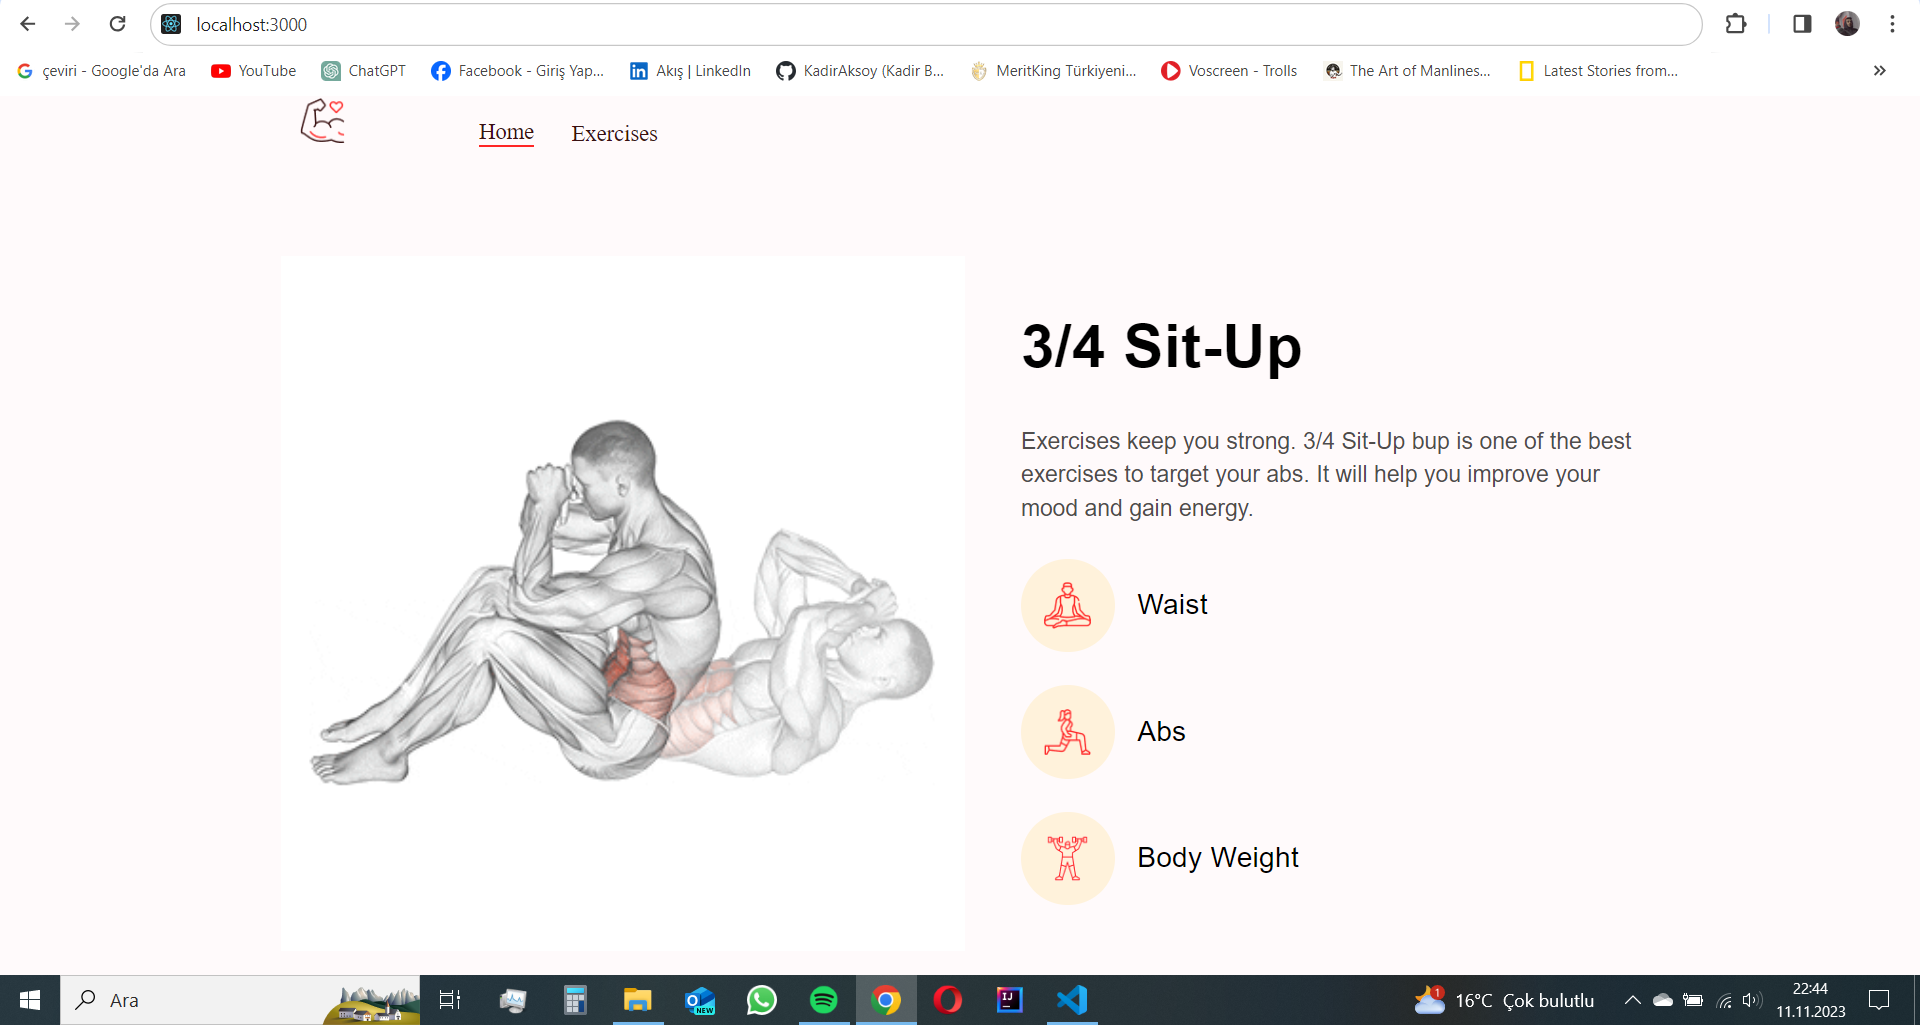 localhost:3000
çeviri - Google'da Ara
YouTube
ChatGPT
Facebook - Giriş Yap...
Akış | LinkedIn
KadirAksoy (Kadir B...
MeritKing Türkiyeni...
Voscreen - Trolls
The Art of Manlines...
Latest Stories from...
Home
Exercises
3/4 Sit-Up
Exercises keep you strong. 3/4 Sit-Up bup is one of the best
exercises to target your abs. It will help you improve your
mood and gain energy.
Waist
Abs
Body Weight
Ara
NEW
IJ
1
16°C Çok bulutlu
22:44
11.11.2023